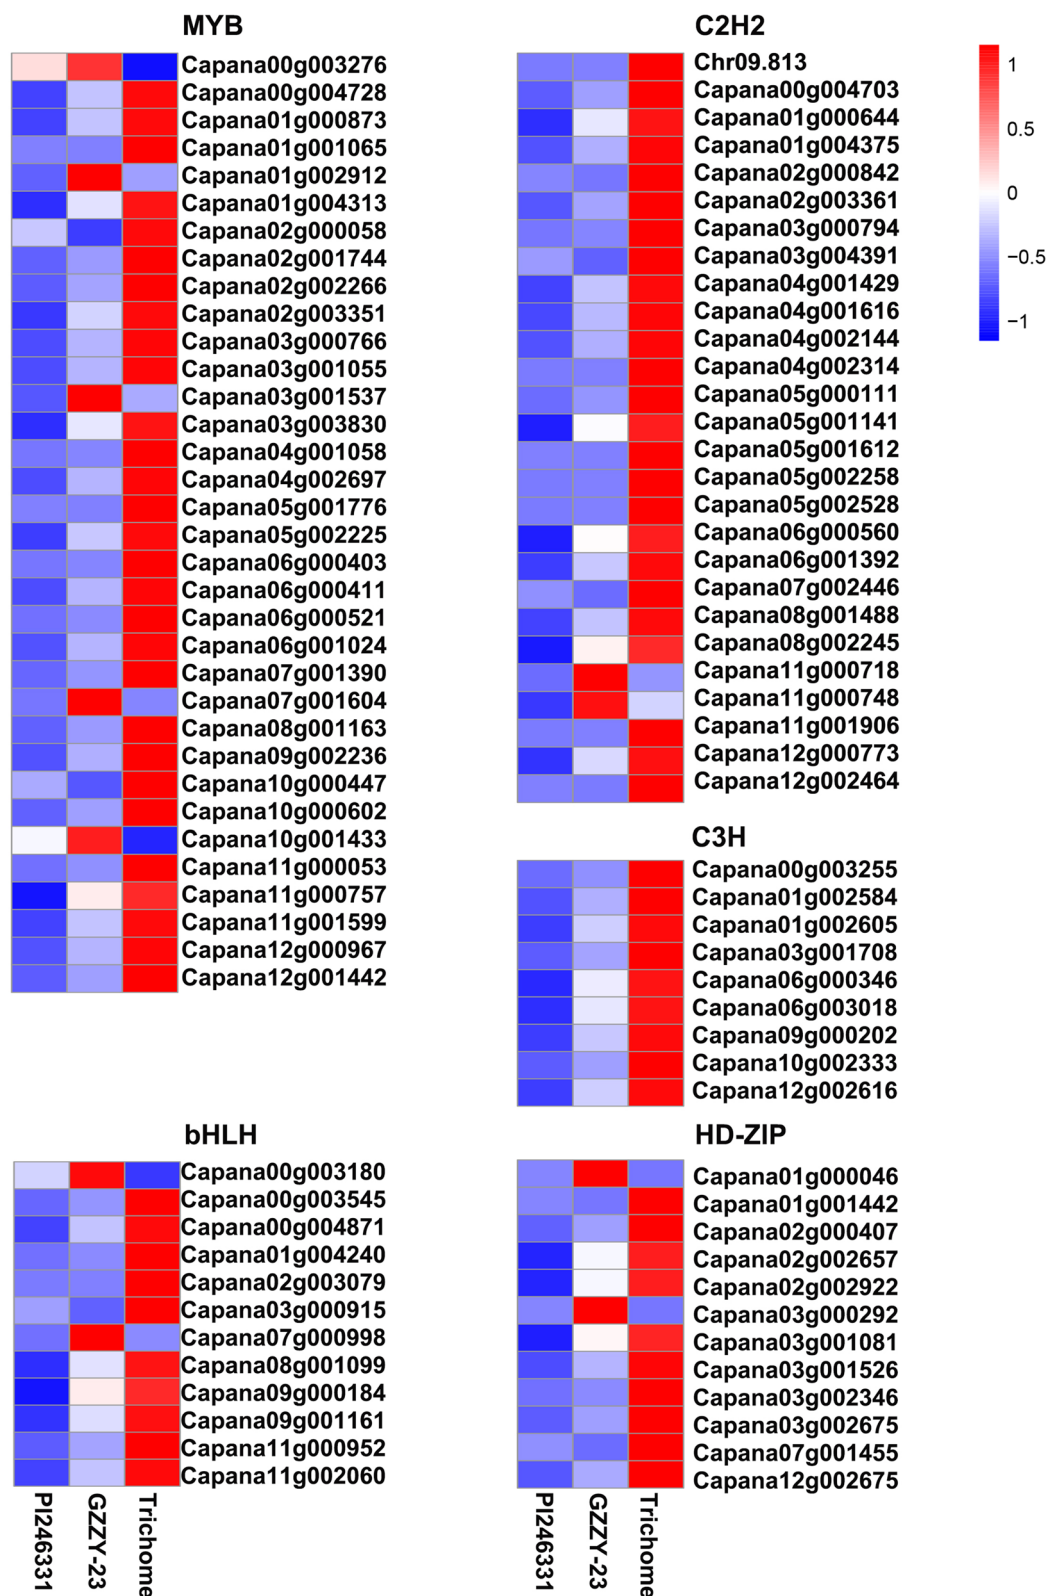 MYB
Capana00g003276
Capana00g004728
Capana01g000873
Capana01g001065
Capana01g002912
Capana01g004313
Capana02g000058
Capana02g001744
Capana02g002266
Capana02g003351
Capana03g000766
Capana03g001055
Capana03g001537
Capana03g003830
Capana04g001058
Capana04g002697
Capana05g001776
Capana05g002225
Capana06g000403
Capana06g000411
Capana06g000521
Capana06g001024
Capana07g001390
Capana07g001604
Capana08g001163
Capana09g002236
Capana10g000447
Capana10g000602
Capana10g001433
Capana11g000053
Capana11g000757
Capana11g001599
Capana12g000967
Capana12g001442
bHLH
Capana00g003180
Capana00g003545
Capana00g004871
Capana01g004240
Capana02g003079
Capana03g000915
Capana07g000998
Capana08g001099
Capana09g000184
Capana09g001161
Capana11g000952
Capana11g002060
PI246331
GZZY-23
Trichome
C2H2
Chr09.813
Capana00g004703
Capana01g000644
Capana01g004375
Capana02g000842
Capana02g003361
Capana03g000794
Capana03g004391
Capana04g001429
Capana04g001616
Capana04g002144
Capana04g002314
Capana05g000111
Capana05g001141
Capana05g001612
Capana05g002258
Capana05g002528
Capana06g000560
Capana06g001392
Capana07g002446
Capana08g001488
Capana08g002245
Capana11g000718
Capana11g000748
Capana11g001906
Capana12g000773
Capana12g002464
C3H
Capana00g003255
Capana01g002584
Capana01g002605
Capana03g001708
Capana06g000346
Capana06g003018
Capana09g000202
Capana10g002333
Capana12g002616
HD-ZIP
Capana01g000046
Capana01g001442
Capana02g000407
Capana02g002657
Capana02g002922
Capana03g000292
Capana03g001081
Capana03g001526
Capana03g002346
Capana03g002675
Capana07g001455
Capana12g002675
PI246331
GZZY-23
Trichome
1
0.5
0
−0.5
−1